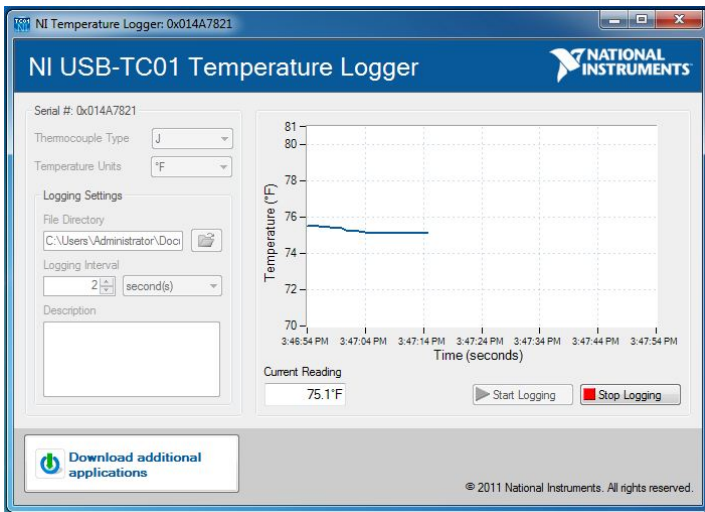 NI Temperature Logger: 0x014A7821
NI USB-TC01 Temperature Logger
NATIONAL
INSTRUMENTS
Serial #: 0x014A7821
Thermocouple Type J
Temperature Units °F
Logging Settings
File Directory
C:\Users\Administrator\Docu
Logging Interval
2 second(s)
Description
81
80
78
76
74
72
70
Temperature (°F)
3:46:54 PM 3:47:04 PM 3:47:14 PM 3:47:24 PM 3:47:34 PM 3:47:44 PM 3:47:54 PM
Time (seconds)
Current Reading
75.1°F
Start Logging
Stop Logging
Download additional
applications
© 2011 National Instruments. All rights reserved.